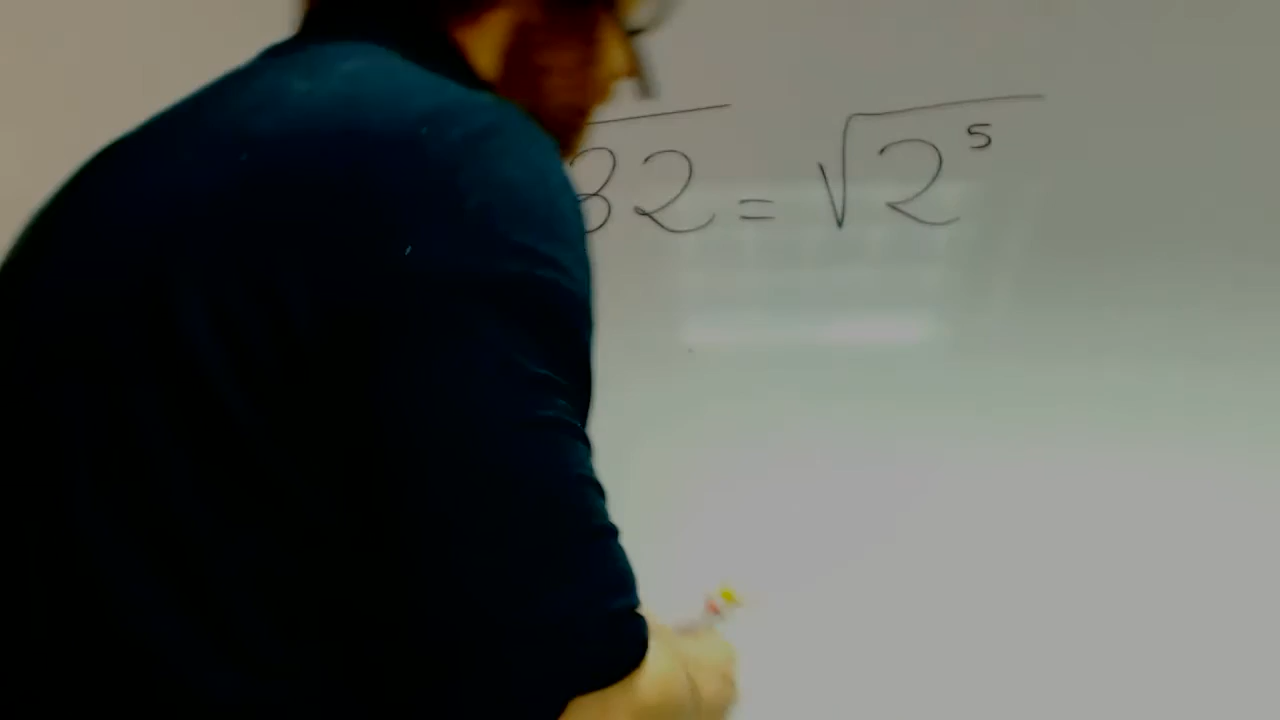 √32 = √2⁵